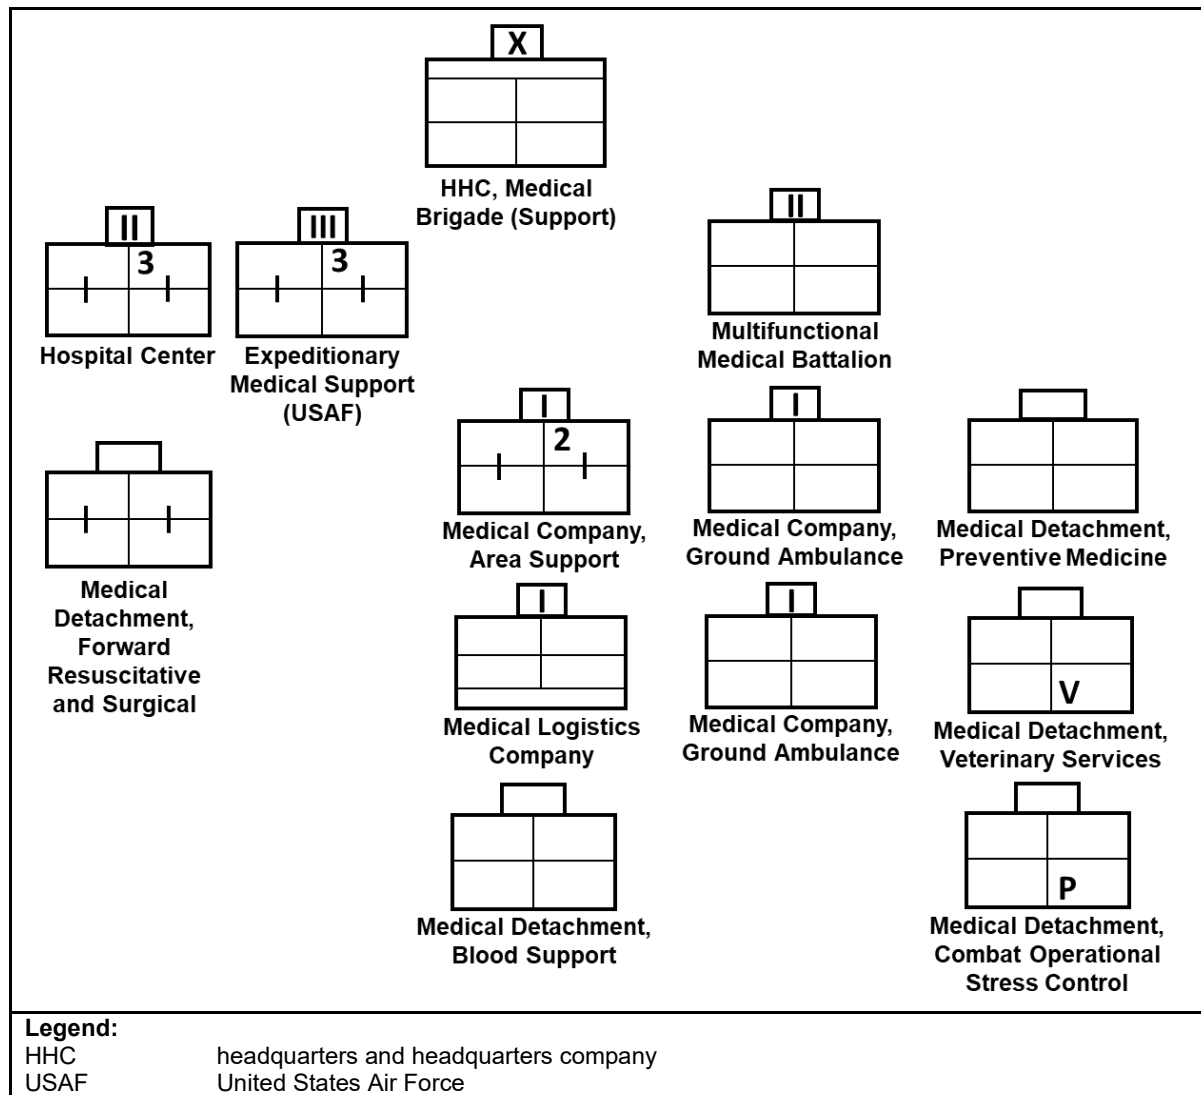 X
HHC, Medical
Brigade (Support)
II
3
Hospital Center
III
3
Expeditionary
Medical Support
(USAF)
II
Multifunctional
Medical Battalion
Medical
Detachment,
Forward
Resuscitative
and Surgical
I
2
Medical Company,
Area Support
I
Medical Company,
Ground Ambulance
Medical Detachment,
Preventive Medicine
I
Medical Logistics
Company
I
Medical Company,
Ground Ambulance
V
Medical Detachment,
Veterinary Services
Medical Detachment,
Blood Support
P
Medical Detachment,
Combat Operational
Stress Control
Legend:
HHC headquarters and headquarters company
USAF United States Air Force